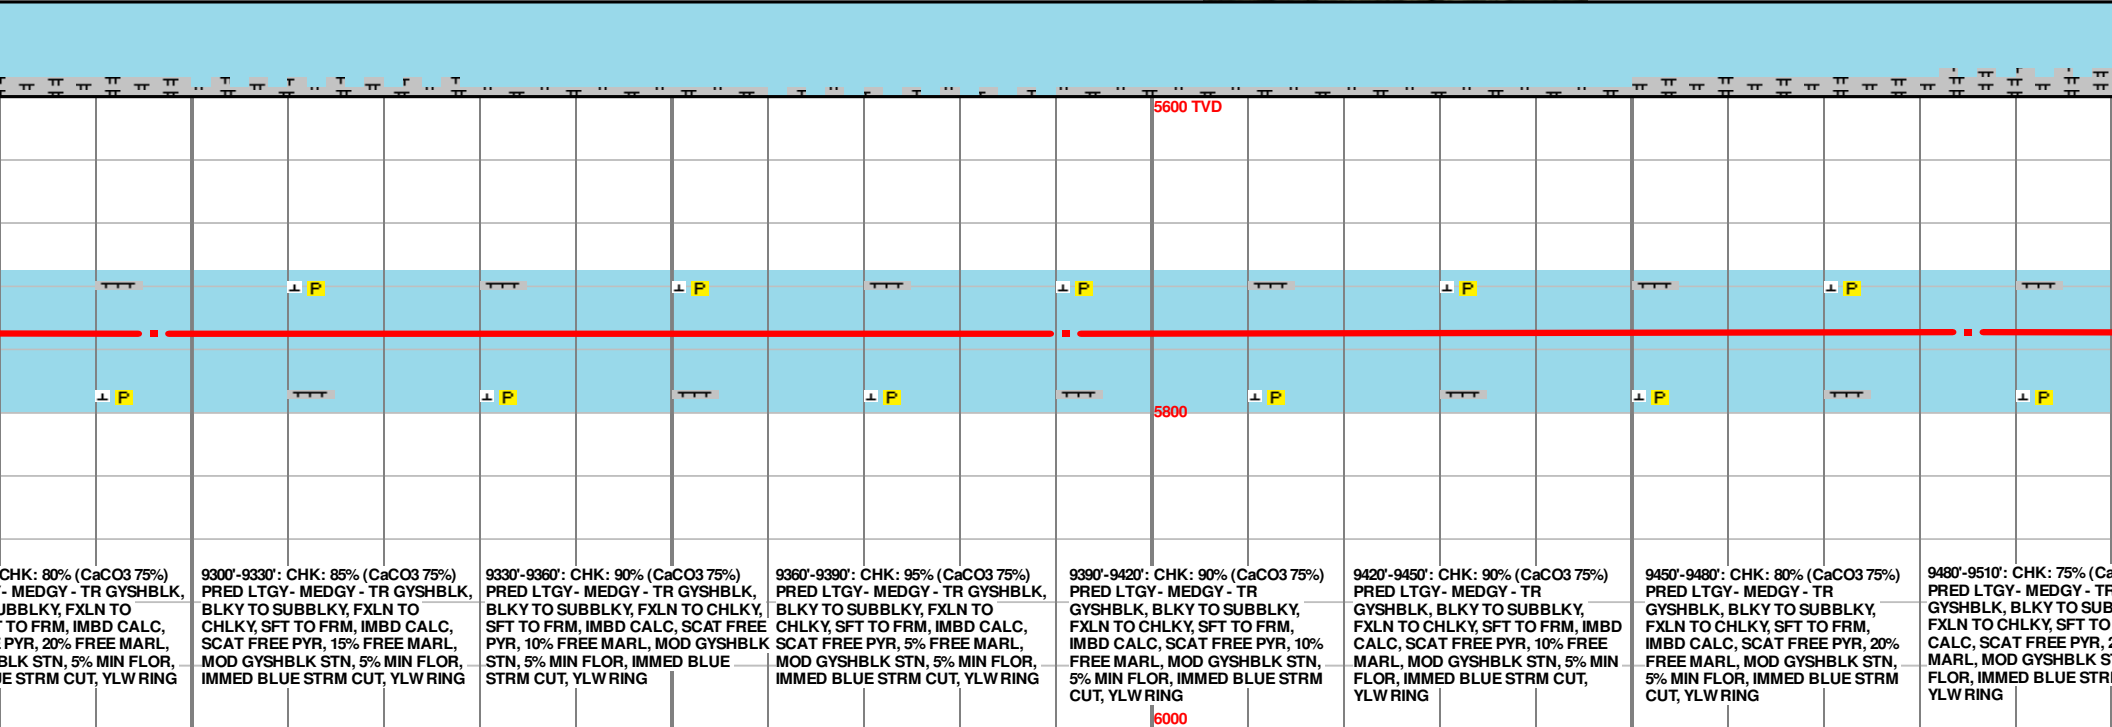 5600 TVD
P
P
P
P
P
5800
P
P
P
P
P
P
CHK: 80% (CaCO3 75%)
- MEDGY - TR GYSHBLK,
UBBLKY, FXLN TO
TO FRM, IMBD CALC,
PYR, 20% FREE MARL,
BLK STN, 5% MIN FLOR,
E STRM CUT, YLW RING
9300'-9330': CHK: 85% (CaCO3 75%)
PRED LTGY - MEDGY - TR GYSHBLK,
BLKY TO SUBBLKY, FXLN TO
CHLKY, SFT TO FRM, IMBD CALC,
SCAT FREE PYR, 15% FREE MARL,
MOD GYSHBLK STN, 5% MIN FLOR,
IMMED BLUE STRM CUT, YLW RING
9330'-9360': CHK: 90% (CaCO3 75%)
PRED LTGY - MEDGY - TR GYSHBLK,
BLKY TO SUBBLKY, FXLN TO CHLKY,
SFT TO FRM, IMBD CALC, SCAT FREE
PYR, 10% FREE MARL, MOD GYSHBLK
STN, 5% MIN FLOR, IMMED BLUE
STRM CUT, YLW RING
9360'-9390': CHK: 95% (CaCO3 75%)
PRED LTGY - MEDGY - TR GYSHBLK,
BLKY TO SUBBLKY, FXLN TO
CHLKY, SFT TO FRM, IMBD CALC,
SCAT FREE PYR, 5% FREE MARL,
MOD GYSHBLK STN, 5% MIN FLOR,
IMMED BLUE STRM CUT, YLW RING
9390'-9420': CHK: 90% (CaCO3 75%)
PRED LTGY - MEDGY - TR
GYSHBLK, BLKY TO SUBBLKY,
FXLN TO CHLKY, SFT TO FRM,
IMBD CALC, SCAT FREE PYR, 10%
FREE MARL, MOD GYSHBLK STN,
5% MIN FLOR, IMMED BLUE STRM
CUT, YLW RING
9420'-9450': CHK: 90% (CaCO3 75%)
PRED LTGY - MEDGY - TR
GYSHBLK, BLKY TO SUBBLKY,
FXLN TO CHLKY, SFT TO FRM, IMBD
CALC, SCAT FREE PYR, 10% FREE
MARL, MOD GYSHBLK STN, 5% MIN
FLOR, IMMED BLUE STRM CUT,
YLW RING
9450'-9480': CHK: 80% (CaCO3 75%)
PRED LTGY - MEDGY - TR
GYSHBLK, BLKY TO SUBBLKY,
FXLN TO CHLKY, SFT TO FRM,
IMBD CALC, SCAT FREE PYR, 20%
FREE MARL, MOD GYSHBLK STN,
5% MIN FLOR, IMMED BLUE STRM
CUT, YLW RING
9480'-9510': CHK: 75% (Ca
PRED LTGY - MEDGY - TR
GYSHBLK, BLKY TO SUB
FXLN TO CHLKY, SFT TO
CALC, SCAT FREE PYR, 2
MARL, MOD GYSHBLK S
FLOR, IMMED BLUE STR
YLW RING
6000